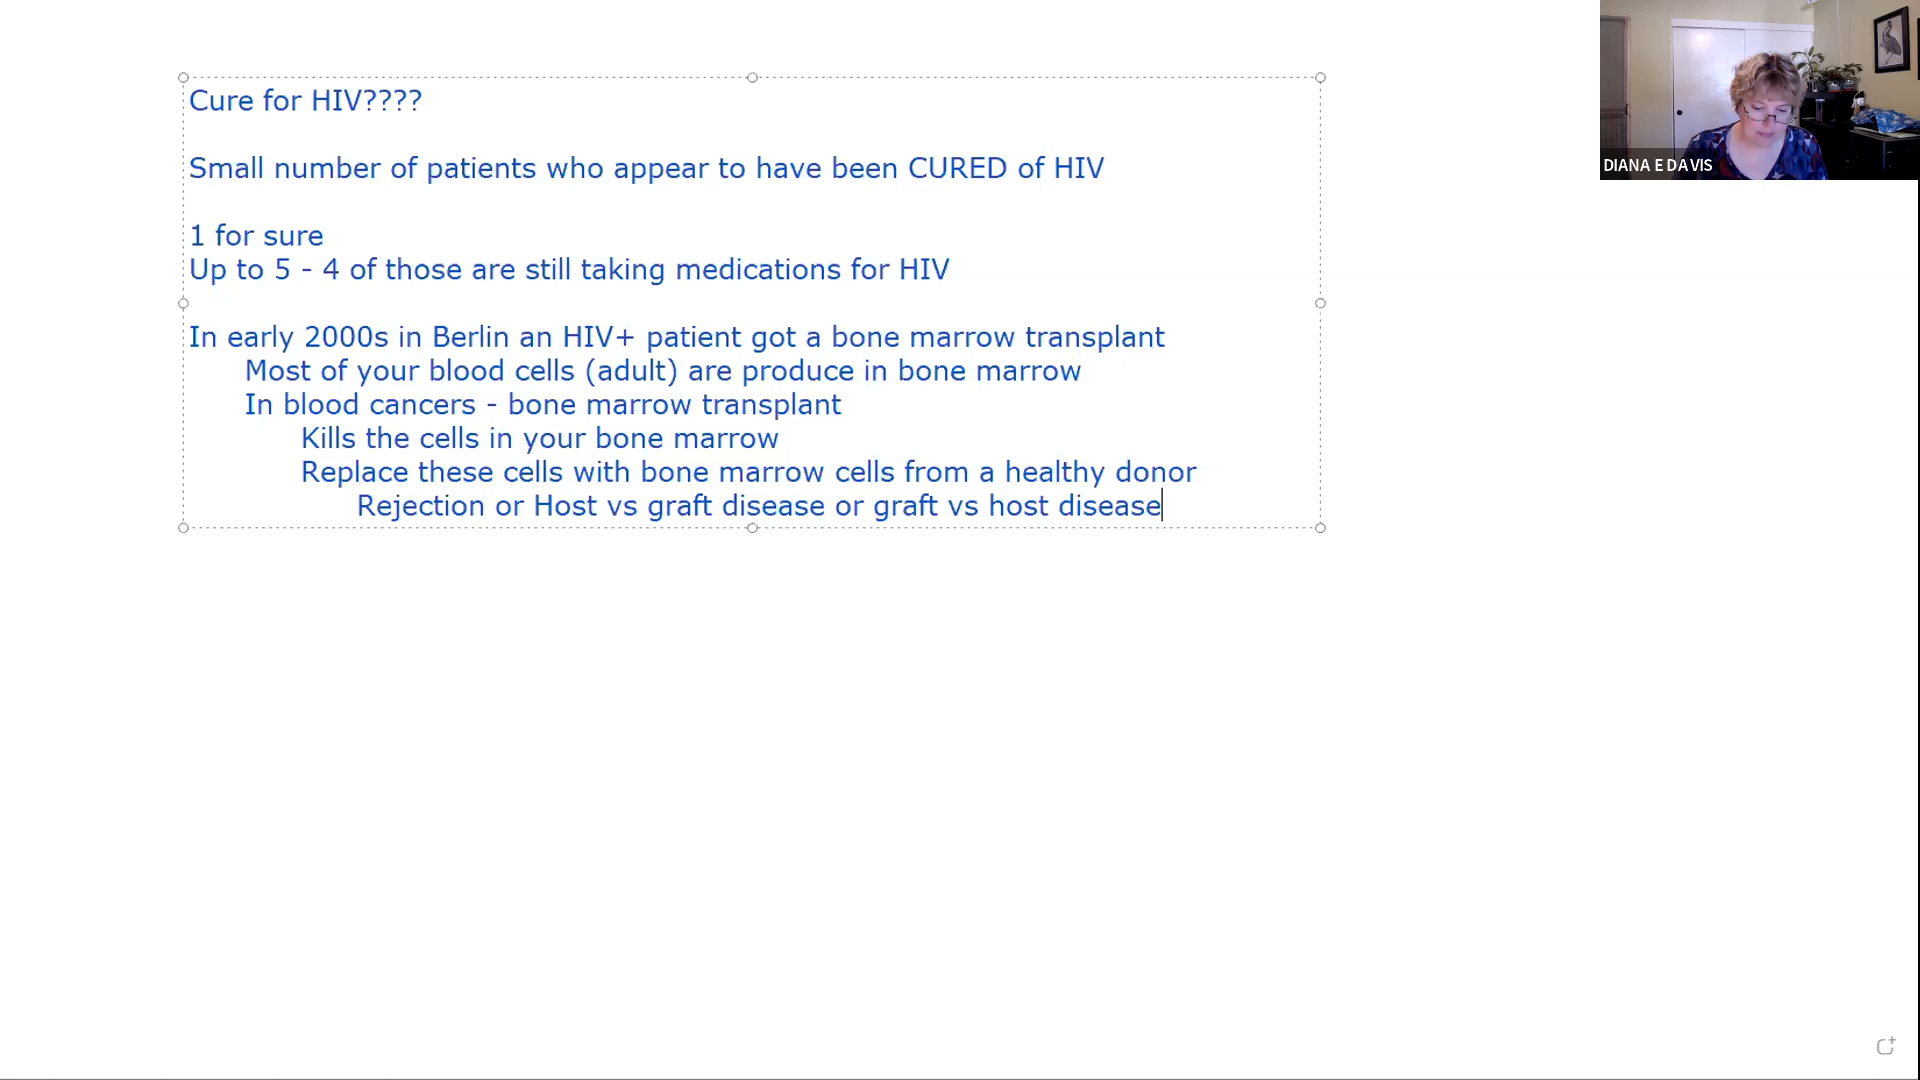 Cure for HIV????
Small number of patients who appear to have been CURED of HIV
1 for sure
Up to 5 - 4 of those are still taking medications for HIV
In early 2000s in Berlin an HIV+ patient got a bone marrow transplant
Most of your blood cells (adult) are produce in bone marrow
In blood cancers - bone marrow transplant
Kills the cells in your bone marrow
Replace these cells with bone marrow cells from a healthy donor
Rejection or Host vs graft disease or graft vs host disease
DIANA E DAVIS